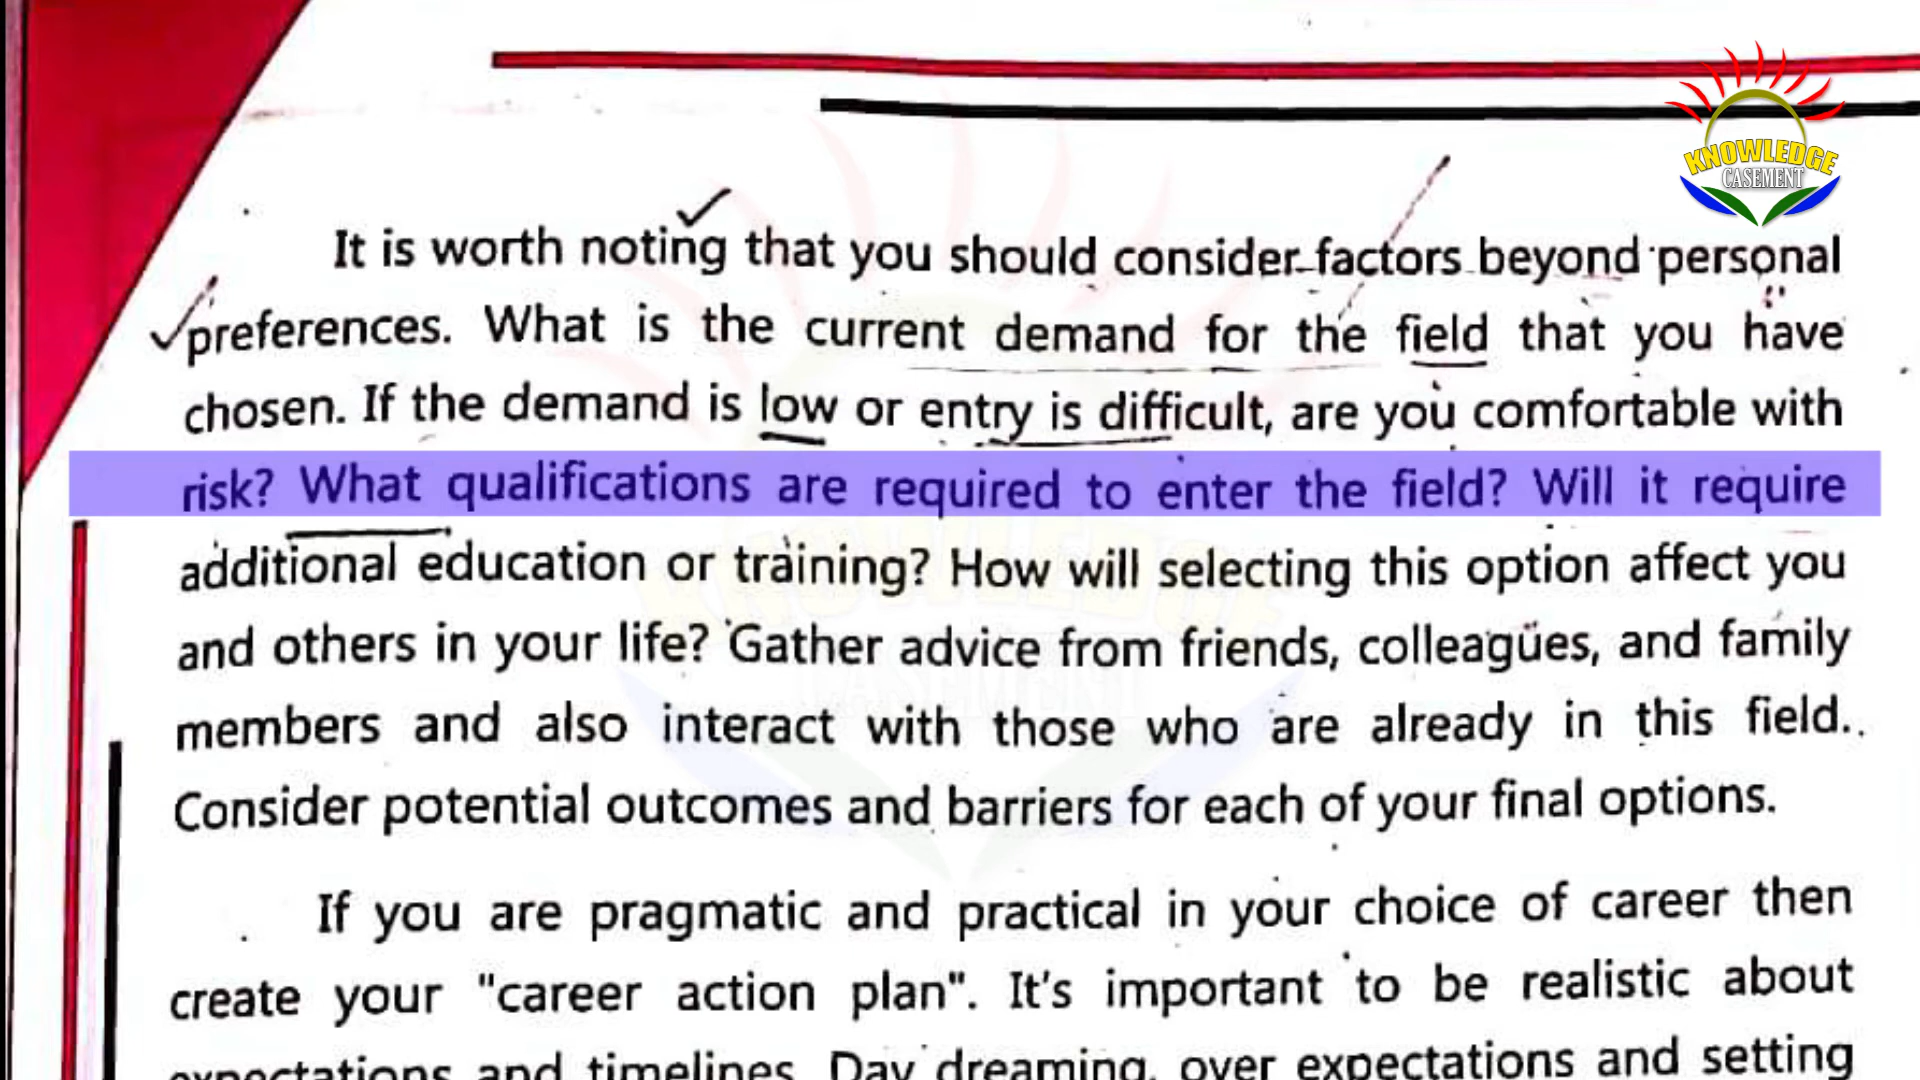 KNOWLEDGE
CASEMENT
It is worth noting that you should consider factors beyond personal
preferences. What is the current demand for the field that you have
chosen. If the demand is low or entry is difficult, are you comfortable with
risk? What qualifications are required to enter the field? Will it require
additional education or training? How will selecting this option affect you
and others in your life? Gather advice from friends, colleagues, and family
members and also interact with those who are already in this field.
Consider potential outcomes and barriers for each of your final options.
If you are pragmatic and practical in your choice of career then
create your "career action plan". It's important to be realistic about
expectations and timelines. Day dreaming, over expectations and setting